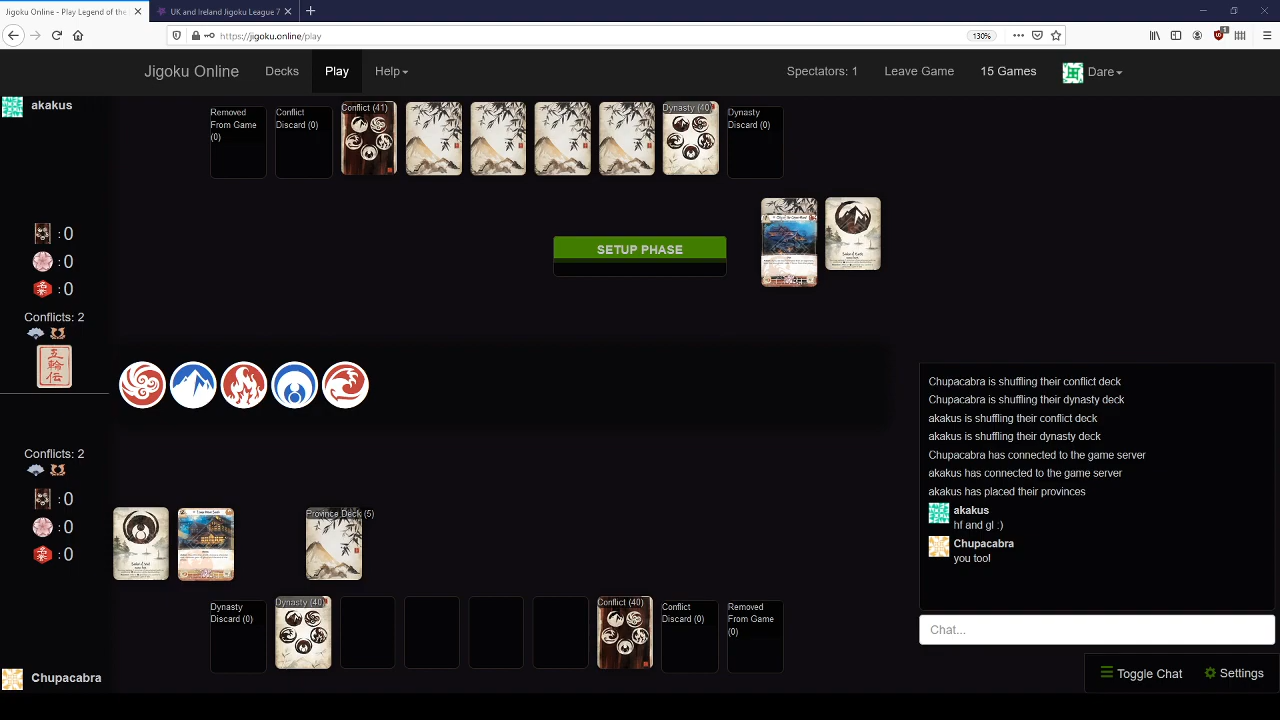 Jigoku Online - Play Legend of the
UK and Ireland Jigoku League 7
https://jigoku.online/play
130%
1
Jigoku Online
Decks
Play
Help
Spectators: 1
Leave Game
15 Games
Dare
akakus
Removed
From Game
(0)
Conflict
Discard (0)
Conflict (41)
Dynasty (40)
Dynasty
Discard (0)
:0
:0
:0
SETUP PHASE
Conflicts: 2
五輪伝
Conflicts: 2
:0
:0
:0
Province Deck (5)
Dynasty
Discard (0)
Dynasty (40)
Conflict (40)
Conflict
Discard (0)
Removed
From Game
(0)
Chupacabra
Chupacabra is shuffling their conflict deck
Chupacabra is shuffling their dynasty deck
akakus is shuffling their conflict deck
akakus is shuffling their dynasty deck
Chupacabra has connected to the game server
akakus has connected to the game server
akakus has placed their provinces
akakus
hf and gl :)
Chupacabra
you too!
Chat...
Toggle Chat
Settings